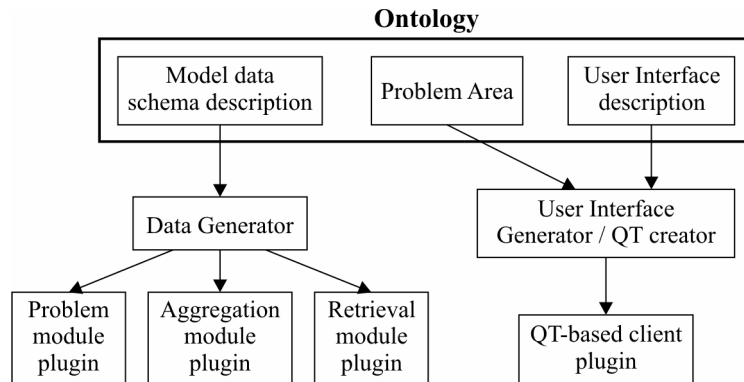 Ontology
Model data
schema description
Problem Area
User Interface
description
Data Generator
User Interface
Generator / QT creator
Problem
module
plugin
Aggregation
module
plugin
Retrieval
module
plugin
QT-based client
plugin